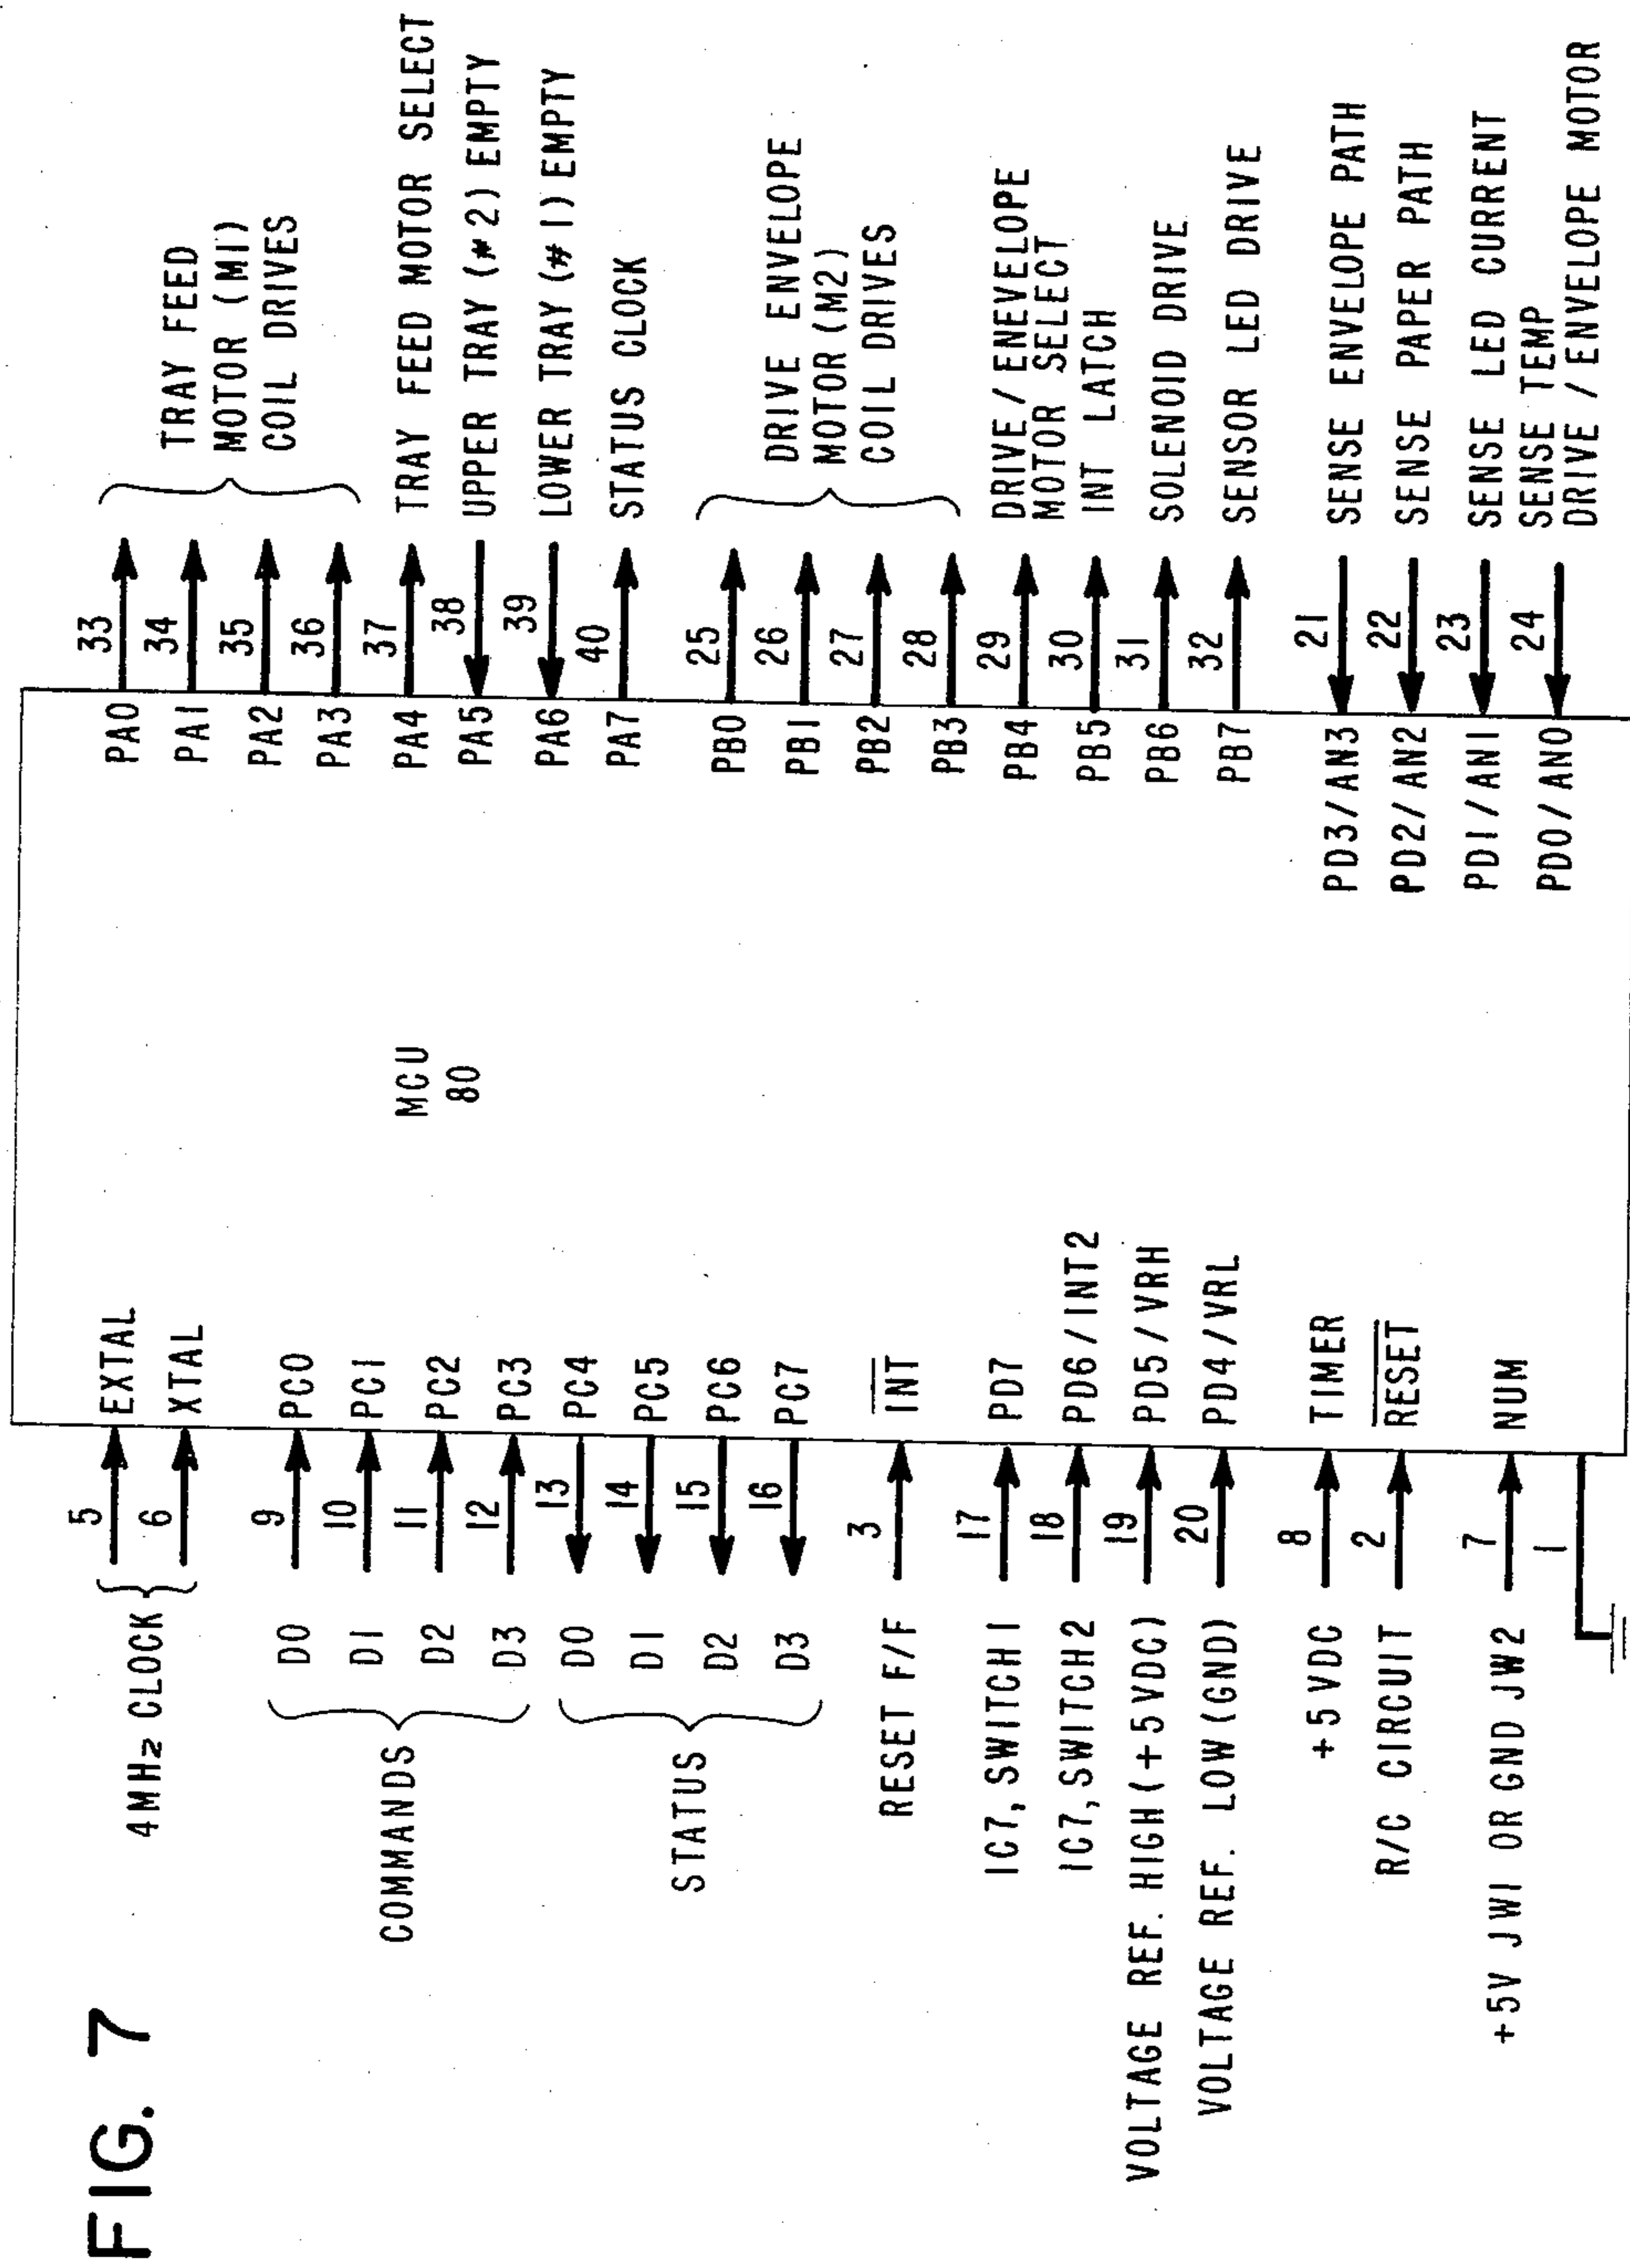 FIG. 7
4MHz CLOCK
5
EXTAL
6
XTAL
COMMANDS
D0
9
PC0
D1
10
PC1
D2
11
PC2
D3
12
PC3
STATUS
D0
13
PC4
D1
14
PC5
D2
15
PC6
D3
16
PC7
RESET F/F
3
INT
IC7, SWITCH 1
17
PD7
IC7, SWITCH 2
18
PD6/INT2
VOLTAGE REF. HIGH (+5VDC)
19
PD5/VRH
VOLTAGE REF. LOW (GND)
20
PD4/VRL
+5 VDC
8
TIMER
R/C CIRCUIT
2
RESET
+5V JW1 OR GND JW2
7
NUM
1
MCU
80
PA0
33
PA1
34
PA2
35
PA3
36
TRAY FEED
MOTOR (M1)
COIL DRIVES
PA4
37
TRAY FEED MOTOR SELECT
PA5
38
UPPER TRAY (#2) EMPTY
PA6
39
LOWER TRAY (#1) EMPTY
PA7
40
STATUS CLOCK
PB0
25
PB1
26
PB2
27
PB3
28
DRIVE ENVELOPE
MOTOR (M2)
COIL DRIVES
PB4
29
DRIVE / ENEVELOPE
MOTOR SELECT
PB5
30
INT LATCH
PB6
31
SOLENOID DRIVE
PB7
32
SENSOR LED DRIVE
PD3/AN3
21
SENSE ENVELOPE PATH
PD2/AN2
22
SENSE PAPER PATH
PD1/AN1
23
SENSE LED CURRENT
PD0/AN0
24
SENSE TEMP
DRIVE / ENVELOPE MOTOR